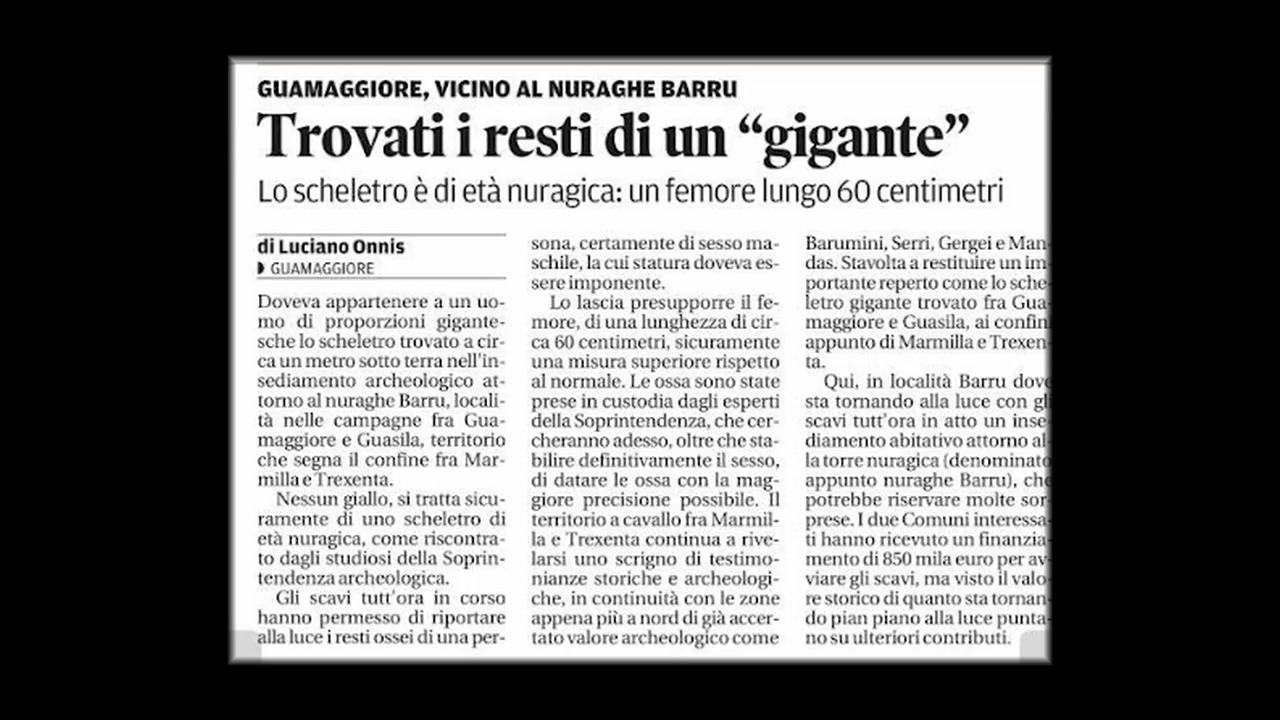 GUAMAGGIORE, VICINO AL NURAGHE BARRU
Trovati i resti di un “gigante”
Lo scheletro è di età nuragica: un femore lungo 60 centimetri
di Luciano Onnis
GUAMAGGIORE
Doveva appartenere a un uo-
mo di proporzioni gigante-
sche lo scheletro trovato a cir-
ca un metro sotto terra nell'in-
sediamento archeologico at-
torno al nuraghe Barru, locali-
tà nelle campagne fra Gua-
maggiore e Guasila, territorio
che segna il confine fra Mar-
milla e Trexenta.
Nessun giallo, si tratta sicu-
ramente di uno scheletro di
età nuragica, come riscontra-
to dagli studiosi della Soprin-
tendenza archeologica.
Gli scavi tutt'ora in corso
hanno permesso di riportare
alla luce i resti ossei di una per-
sona, certamente di sesso ma-
schile, la cui statura doveva es-
sere imponente.
Lo lascia presupporre il fe-
more, di una lunghezza di cir-
ca 60 centimetri, sicuramente
una misura superiore rispetto
al normale. Le ossa sono state
prese in custodia dagli esperti
della Soprintendenza, che cer-
cheranno adesso, oltre che sta-
bilire definitivamente il sesso,
di datare le ossa con la mag-
giore precisione possibile. Il
territorio a cavallo fra Marmil-
la e Trexenta continua a rive-
larsi uno scrigno di testimo-
nianze storiche e archeologi-
che, in continuità con le zone
appena più a nord di già accer-
tato valore archeologico come
Barumini, Serri, Gergei e Man-
das. Stavolta a restituire un im-
portante reperto come lo sche-
letro gigante trovato fra Gua-
maggiore e Guasila, ai confini
appunto di Marmilla e Trexen-
ta.
Qui, in località Barru dove
sta tornando alla luce con gli
scavi tutt'ora in atto un inse-
diamento abitativo attorno al-
la torre nuragica (denominato
appunto nuraghe Barru), che
potrebbe riservare molte sor-
prese. I due Comuni interessa-
ti hanno ricevuto un finanzia-
mento di 850 mila euro per av-
viare gli scavi, ma visto il valo-
re storico di quanto sta tornan-
do pian piano alla luce punta-
no su ulteriori contributi.